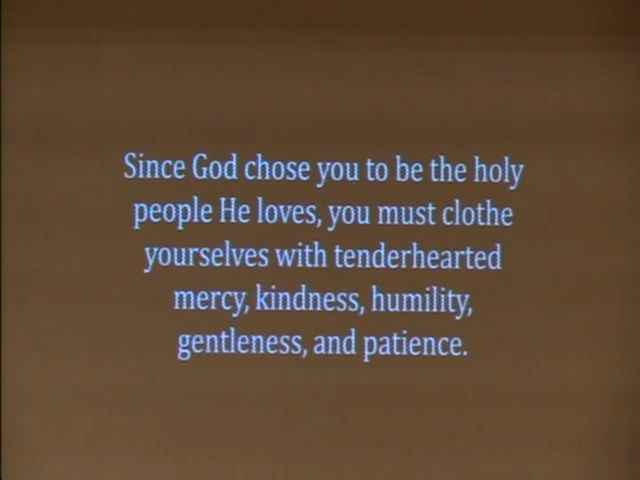 Since God chose you to be the holy
people He loves, you must clothe
yourselves with tenderhearted
mercy, kindness, humility,
gentleness, and patience.